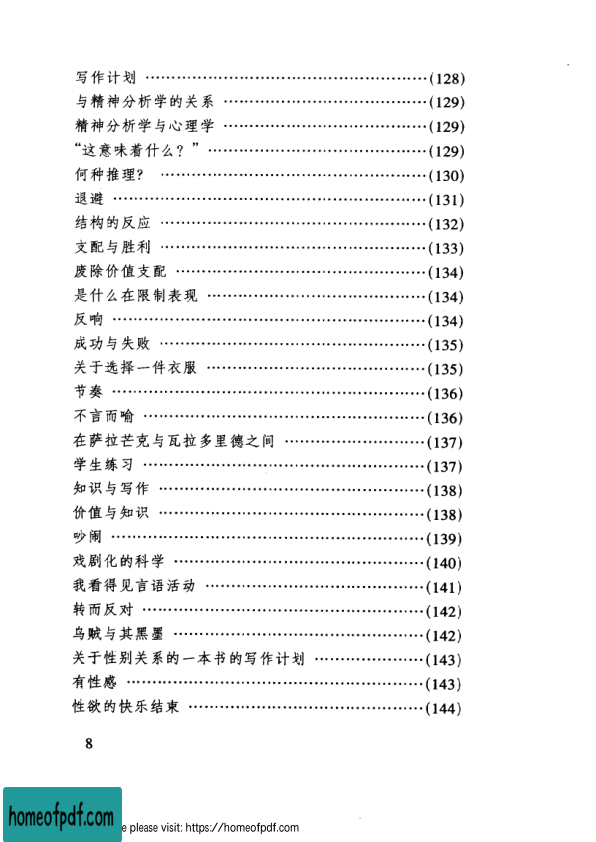 写作计划 ……………………………………………(128)
与精神分析学的关系 ………………………………(129)
精神分析学与心理学 ………………………………(129)
“这意味着什么？” …………………………………(129)
何种推理? …………………………………………(130)
退避 …………………………………………………(131)
结构的反应 …………………………………………(132)
支配与胜利 …………………………………………(133)
废除价值支配 ………………………………………(134)
是什么在限制表现 …………………………………(134)
反响 …………………………………………………(134)
成功与失败 …………………………………………(135)
关于选择一件衣服 …………………………………(135)
节奏 …………………………………………………(136)
不言而喻 ……………………………………………(136)
在萨拉芒克与瓦拉多里德之间 ……………………(137)
学生练习 ……………………………………………(137)
知识与写作 …………………………………………(138)
价值与知识 …………………………………………(138)
吵闹 …………………………………………………(139)
戏剧化的科学 ………………………………………(140)
我看得见言语活动 …………………………………(141)
转而反对 ……………………………………………(142)
乌贼与其黑墨 ………………………………………(142)
关于性别关系的一本书的写作计划 ………………(143)
有性感 ………………………………………………(143)
性欲的快乐结束 ……………………………………(144)
8
homeofpdf.com
e please visit: https://homeofpdf.com